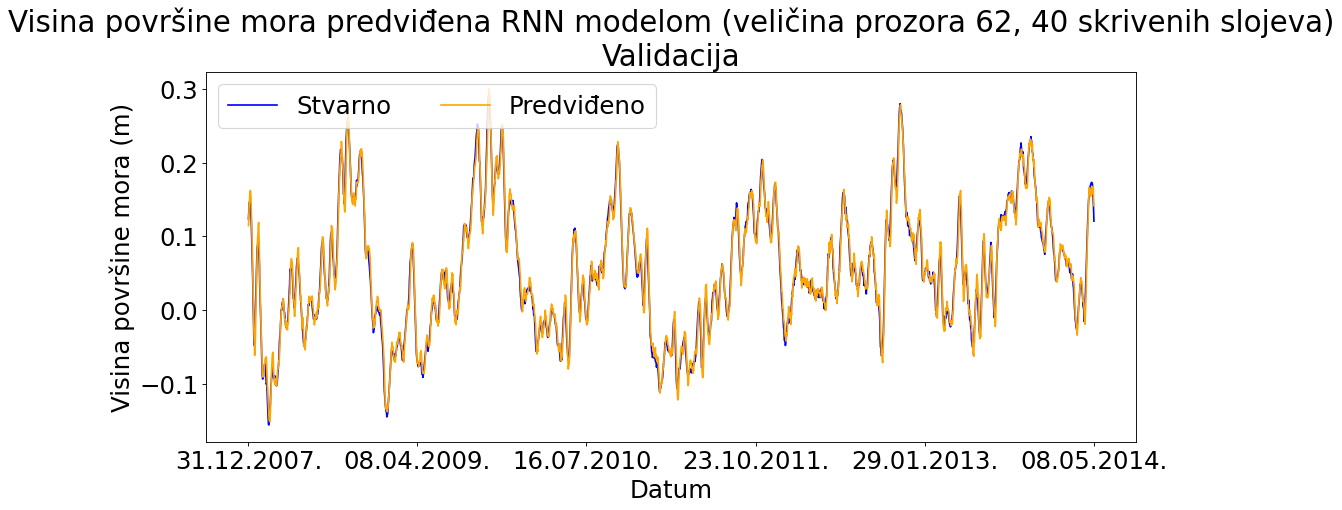 Visina površine mora predviđena RNN modelom (veličina prozora 62, 40 skrivenih slojeva)
Validacija
Stvarno Predviđeno
Visina površine mora (m)
0.3
0.2
0.1
0.0
−0.1
31.12.2007. 08.04.2009. 16.07.2010. 23.10.2011. 29.01.2013. 08.05.2014.
Datum